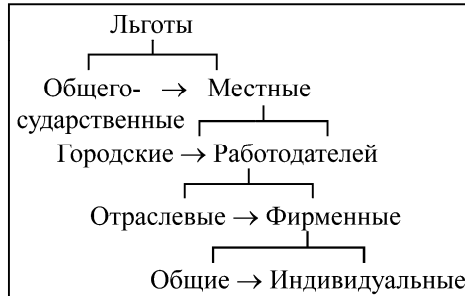 Льготы
Общего- → Местные
сударственные
Городские → Работодателей
Отраслевые → Фирменные
Общие → Индивидуальные